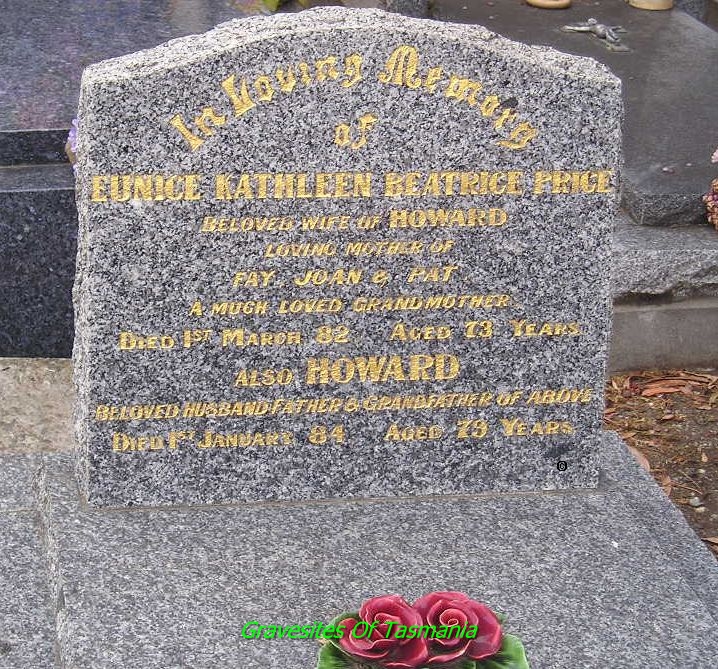 In Loving Memory
of
EUNICE KATHLEEN BEATRICE PRICE
BELOVED WIFE OF HOWARD
LOVING MOTHER OF
FAY, JOAN & PAT.
A MUCH LOVED GRANDMOTHER
DIED 1ST MARCH 82 AGED 73 YEARS
ALSO HOWARD
BELOVED HUSBAND FATHER & GRANDFATHER OF ABOVE
DIED 1ST JANUARY 84 AGED 79 YEARS
Gravesites Of Tasmania